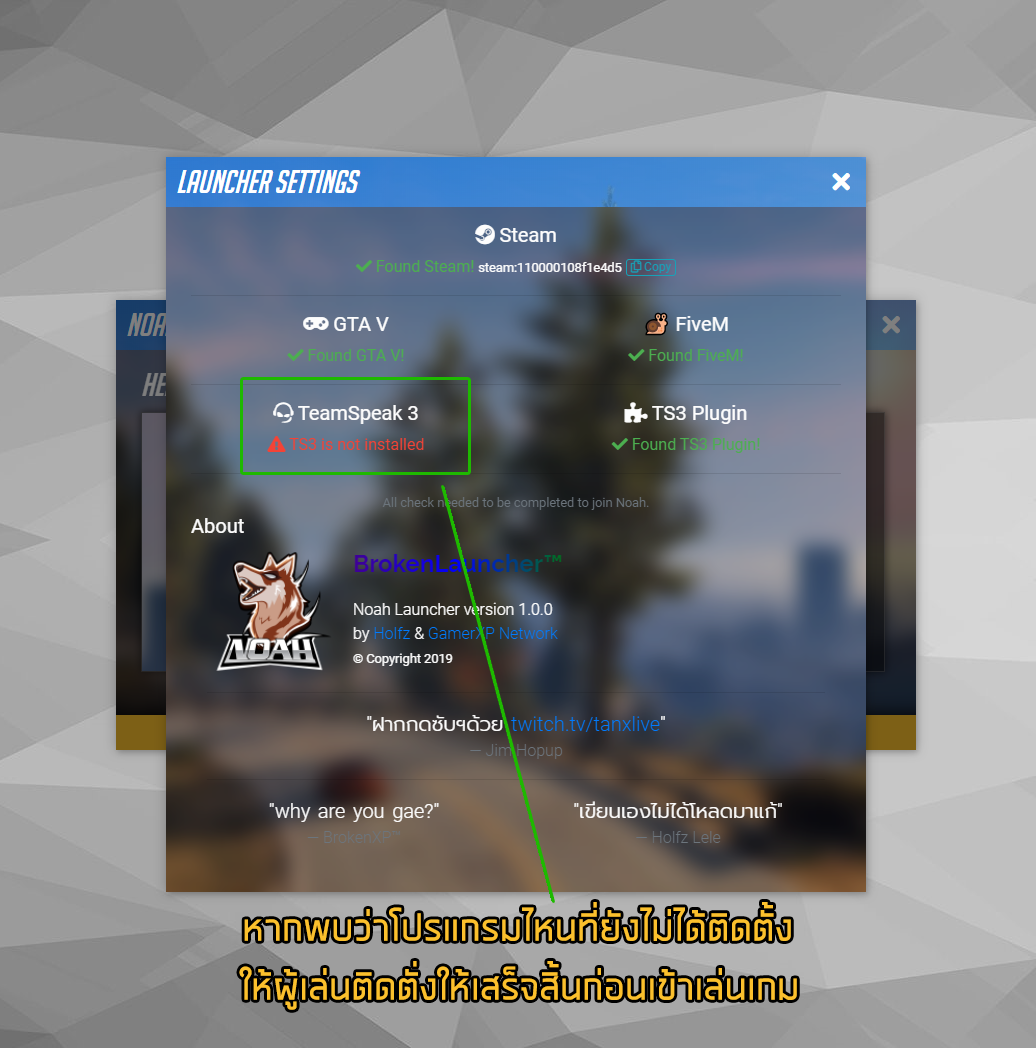 LAUNCHER SETTINGS
Steam
Found Steam! steam:110000108f1e4d5 Copy
NOA
GTA V
FiveM
Found GTA V!
Found FiveM!
HE
TeamSpeak 3
TS3 Plugin
TS3 is not installed
Found TS3 Plugin!
All check needed to be completed to join Noah.
About
BrokenLauncher™
Noah Launcher version 1.0.0
by Holfz & GamerXP Network
© Copyright 2019
NOAH
"ฝากกดซับฯด้วย twitch.tv/tanxlive"
— Jim Hopup
"why are you gae?"
"เขียนเองไม่ได้โหลดมาแก้"
— BrokenXP™
— Holfz Lele
หากพบว่าโปรแกรมไหนที่ยังไม่ได้ติดตั้ง
ให้ผู้เล่นติดตั่งให้เสร็จสิ้นก่อนเข้าเล่นเกม